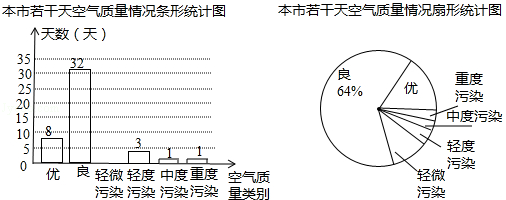 本市若干天空气质量情况条形统计图
天数（天）
35
30
25
20
15
10
5
0
8
32
3
1
1
优
良
轻微
污染
轻度
污染
中度
污染
重度
污染
空气质
量类别
本市若干天空气质量情况扇形统计图
良
64%
优
重度
污染
中度污染
轻度
污染
轻微
污染